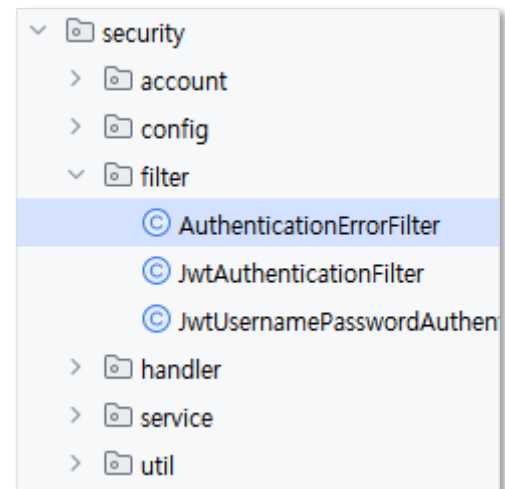 security
account
config
filter
© AuthenticationErrorFilter
© JwtAuthenticationFilter
© JwtUsernamePasswordAuthen
handler
service
util